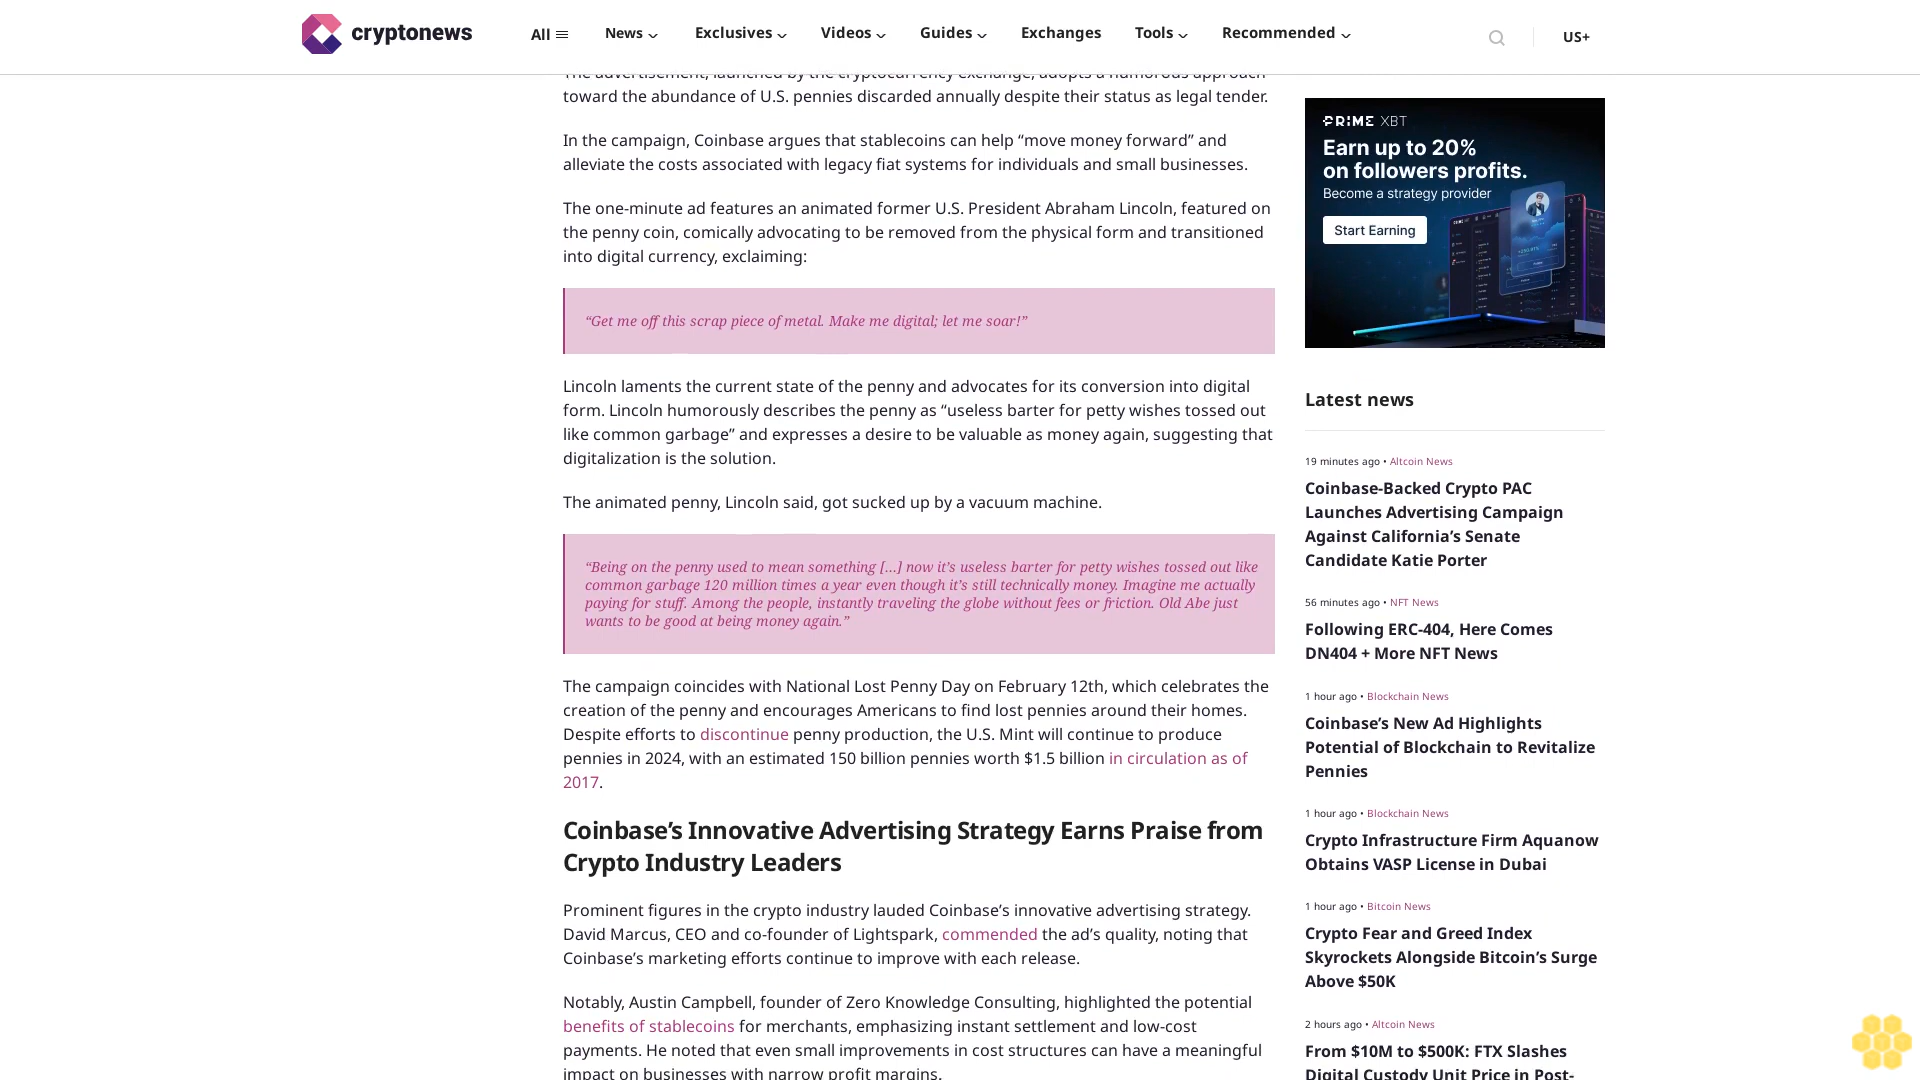 cryptonews
All
News
Exclusives
Videos
Guides
Exchanges
Tools
Recommended
US+
The advertisement, launched by the cryptocurrency exchange, adopts a humorous approach
toward the abundance of U.S. pennies discarded annually despite their status as legal tender.
In the campaign, Coinbase argues that stablecoins can help “move money forward” and
alleviate the costs associated with legacy fiat systems for individuals and small businesses.
The one-minute ad features an animated former U.S. President Abraham Lincoln, featured on
the penny coin, comically advocating to be removed from the physical form and transitioned
into digital currency, exclaiming:
“Get me off this scrap piece of metal. Make me digital; let me soar!”
Lincoln laments the current state of the penny and advocates for its conversion into digital
form. Lincoln humorously describes the penny as “useless barter for petty wishes tossed out
like common garbage” and expresses a desire to be valuable as money again, suggesting that
digitalization is the solution.
The animated penny, Lincoln said, got sucked up by a vacuum machine.
“Being on the penny used to mean something […] now it’s useless barter for petty wishes tossed out like
common garbage 120 million times a year even though it’s still technically money. Imagine me actually
paying for stuff. Among the people, instantly traveling the globe without fees or friction. Old Abe just
wants to be good at being money again.”
The campaign coincides with National Lost Penny Day on February 12th, which celebrates the
creation of the penny and encourages Americans to find lost pennies around their homes.
Despite efforts to discontinue penny production, the U.S. Mint will continue to produce
pennies in 2024, with an estimated 150 billion pennies worth $1.5 billion in circulation as of
2017.
Coinbase’s Innovative Advertising Strategy Earns Praise from
Crypto Industry Leaders
Prominent figures in the crypto industry lauded Coinbase’s innovative advertising strategy.
David Marcus, CEO and co-founder of Lightspark, commended the ad’s quality, noting that
Coinbase’s marketing efforts continue to improve with each release.
Notably, Austin Campbell, founder of Zero Knowledge Consulting, highlighted the potential
benefits of stablecoins for merchants, emphasizing instant settlement and low-cost
payments. He noted that even small improvements in cost structures can have a meaningful
impact on businesses with narrow profit margins.
PRIME XBT
Earn up to 20%
on followers profits.
Become a strategy provider
Start Earning
Latest news
19 minutes ago • Altcoin News
Coinbase-Backed Crypto PAC
Launches Advertising Campaign
Against California’s Senate
Candidate Katie Porter
56 minutes ago • NFT News
Following ERC-404, Here Comes
DN404 + More NFT News
1 hour ago • Blockchain News
Coinbase’s New Ad Highlights
Potential of Blockchain to Revitalize
Pennies
1 hour ago • Blockchain News
Crypto Infrastructure Firm Aquanow
Obtains VASP License in Dubai
1 hour ago • Bitcoin News
Crypto Fear and Greed Index
Skyrockets Alongside Bitcoin’s Surge
Above $50K
2 hours ago • Altcoin News
From $10M to $500K: FTX Slashes
Digital Custody Unit Price in Post-